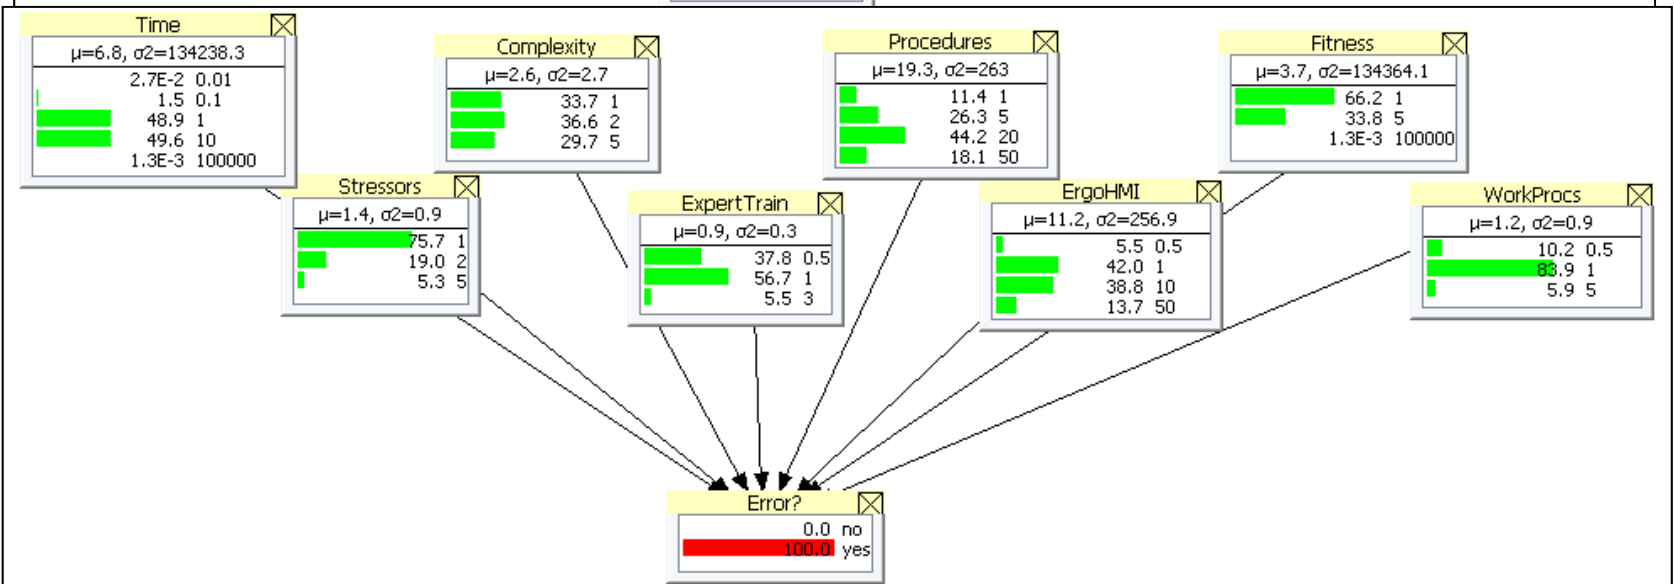 Time
μ=6.8, σ2=134238.3
2.7E-2 0.01
1.5 0.1
48.9 1
49.6 10
1.3E-3 100000
Complexity
μ=2.6, σ2=2.7
33.7 1
36.6 2
29.7 5
Procedures
μ=19.3, σ2=263
11.4 1
26.3 5
44.2 20
18.1 50
Fitness
μ=3.7, σ2=134364.1
66.2 1
33.8 5
1.3E-3 100000
Stressors
μ=1.4, σ2=0.9
75.7 1
19.0 2
5.3 5
ExpertTrain
μ=0.9, σ2=0.3
37.8 0.5
56.7 1
5.5 3
ErgoHMI
μ=11.2, σ2=256.9
5.5 0.5
42.0 1
38.8 10
13.7 50
WorkProcs
μ=1.2, σ2=0.9
10.2 0.5
83.9 1
5.9 5
Error?
0.0 no
100.0 yes